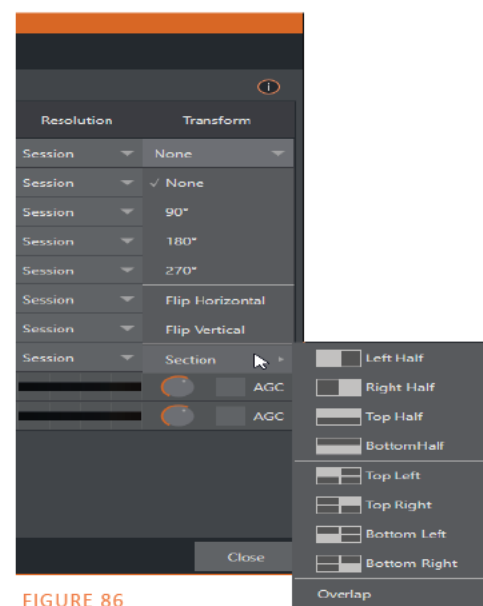 Resolution Transform
Session None
Session ✓ None
Session 90°
Session 180°
Session 270°
Session Flip Horizontal
Session Flip Vertical
Session Section
Left Half
Right Half
AGC
Top Half
AGC
BottomHalf
Top Left
Top Right
Bottom Left
Close
Bottom Right
Overlap
FIGURE 86